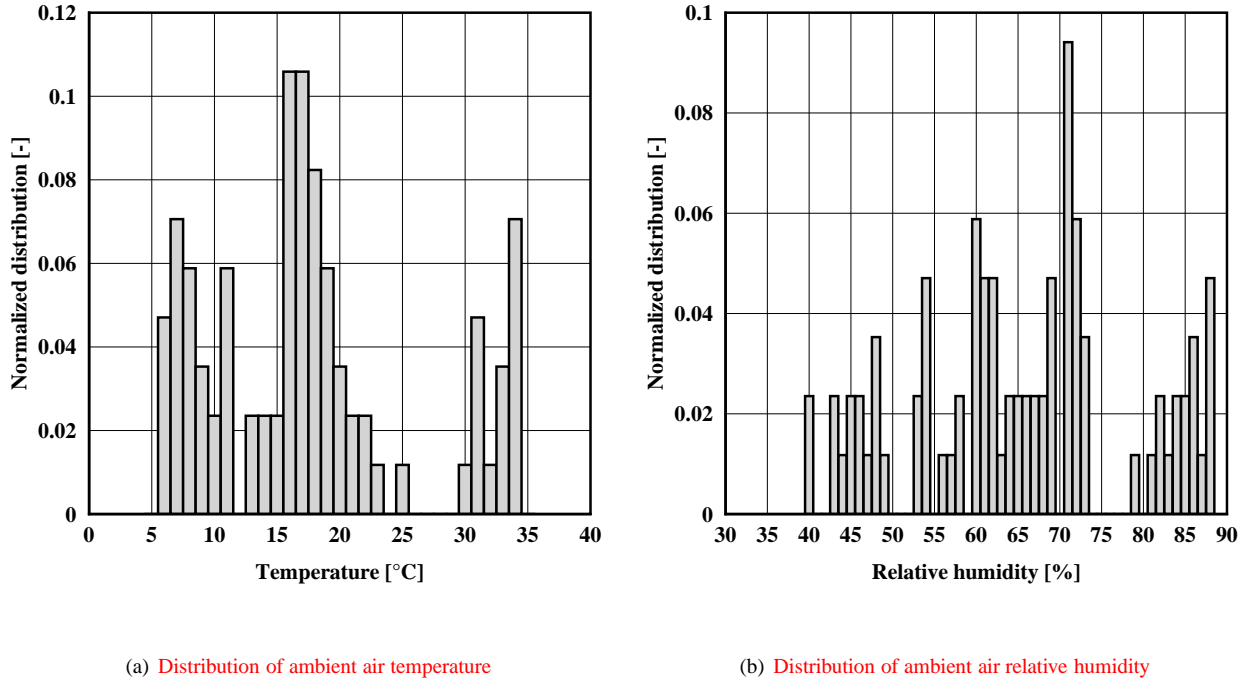 0.12
0.1
0.08
0.06
0.04
0.02
0
Normalized distribution [-]
0 5 10 15 20 25 30 35 40
Temperature [°C]
(a) Distribution of ambient air temperature
0.1
0.08
0.06
0.04
0.02
0
Normalized distribution [-]
30 35 40 45 50 55 60 65 70 75 80 85 90
Relative humidity [%]
(b) Distribution of ambient air relative humidity